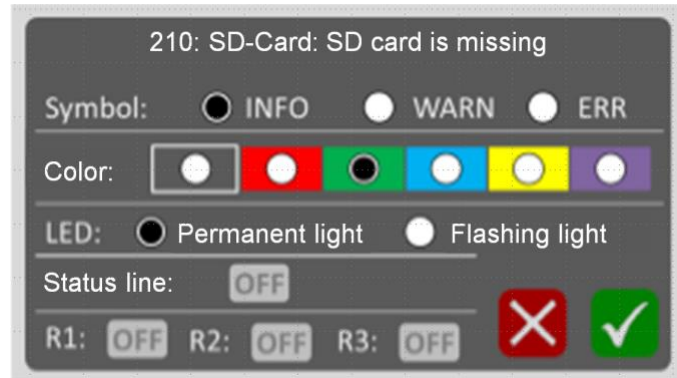 210: SD-Card: SD card is missing
Symbol: INFO WARN ERR
Color:
LED: Permanent light Flashing light
Status line: OFF
R1: OFF R2: OFF R3: OFF